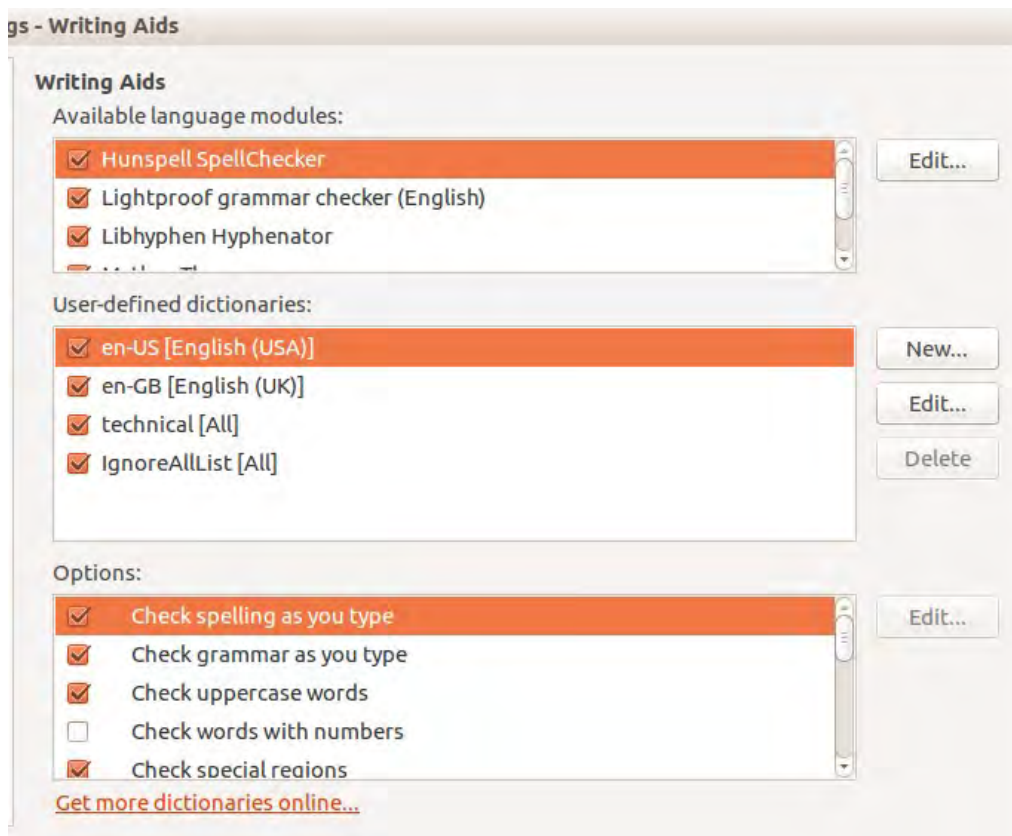 gs - Writing Aids
Writing Aids
Available language modules:
Hunspell SpellChecker
Edit...
Lightproof grammar checker (English)
Libhyphen Hyphenator
User-defined dictionaries:
en-US [English (USA)]
New...
en-GB [English (UK)]
Edit...
technical [All]
IgnoreAllList [All]
Delete
Options:
Check spelling as you type
Edit...
Check grammar as you type
Check uppercase words
Check words with numbers
Check special regions
Get more dictionaries online...